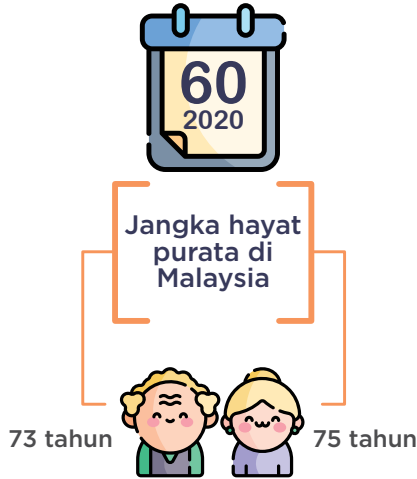 60
2020
Jangka hayat
purata di
Malaysia
73 tahun
75 tahun